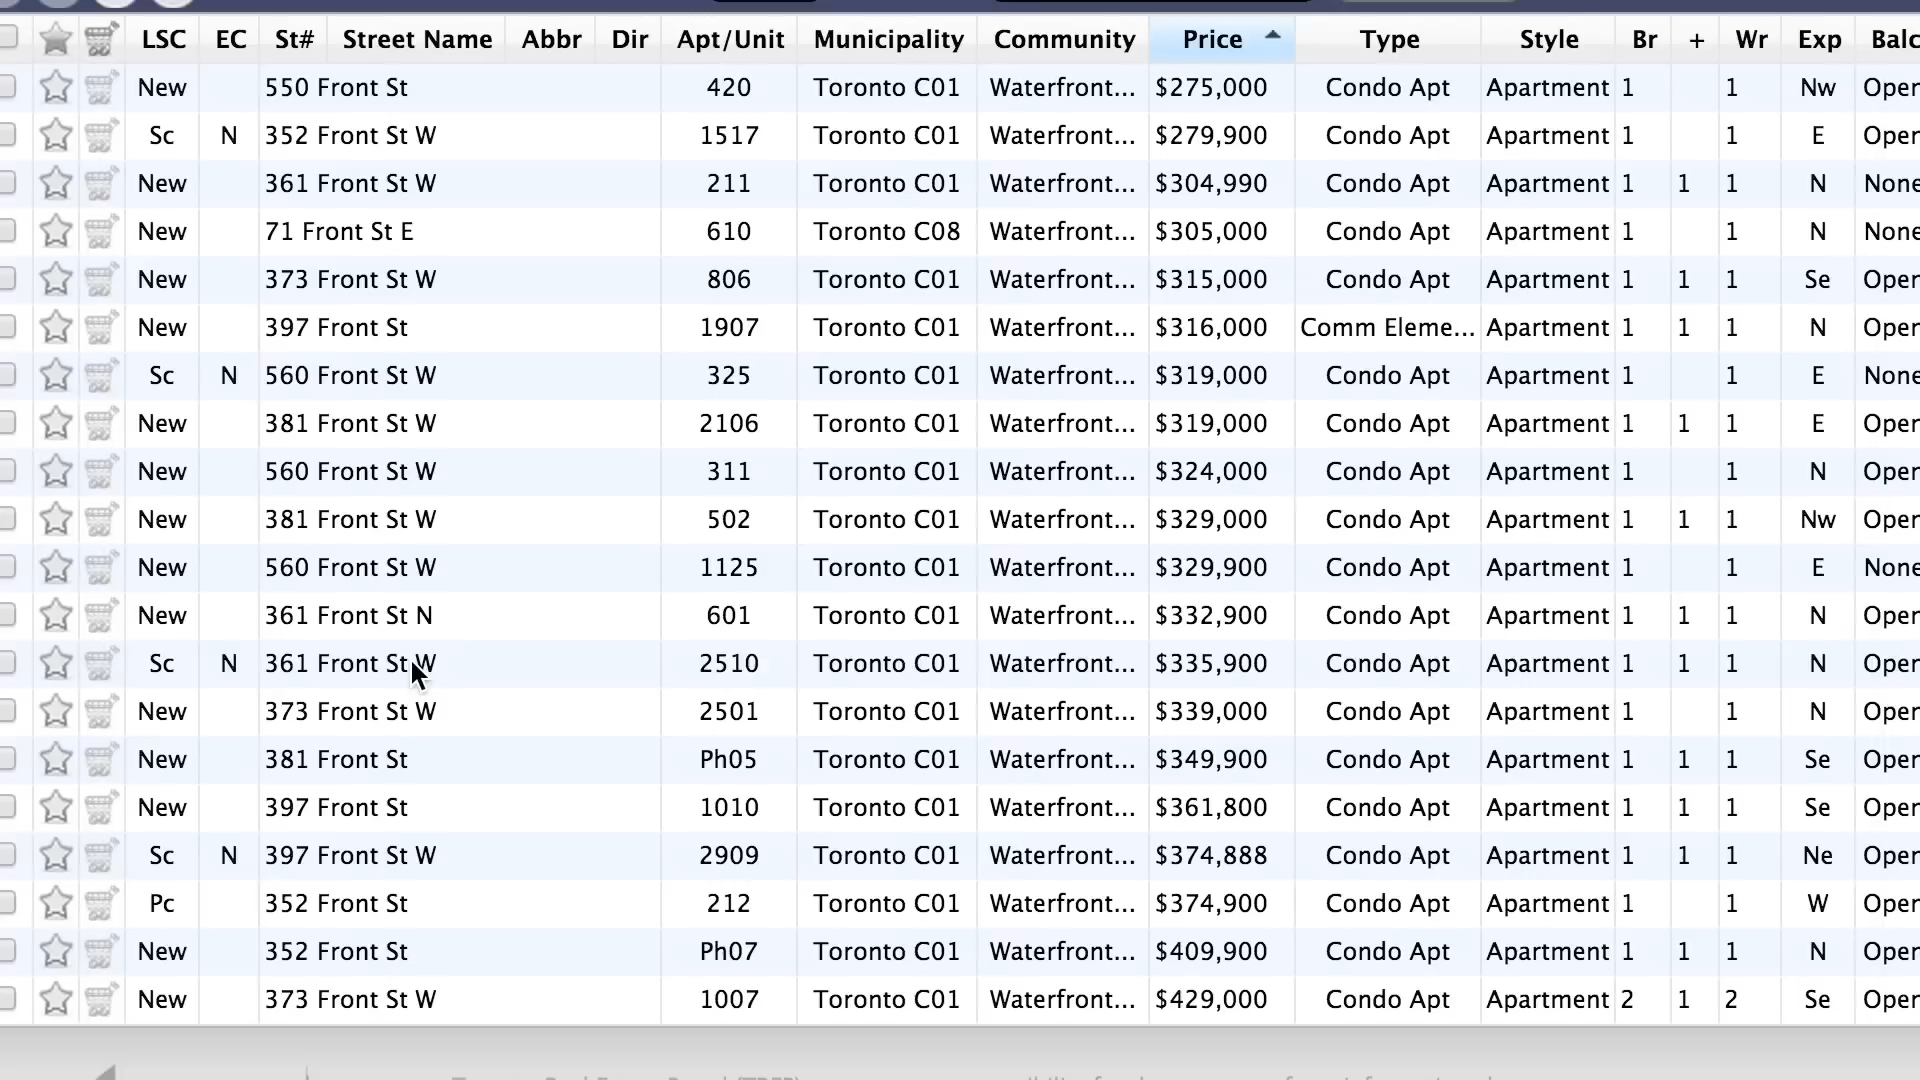 LSC EC St# Street Name Abbr Dir Apt/Unit Municipality Community Price Type Style Br + Wr Exp Balc
New 550 Front St 420 Toronto C01 Waterfront... $275,000 Condo Apt Apartment 1 1 Nw Oper
Sc N 352 Front St W 1517 Toronto C01 Waterfront... $279,900 Condo Apt Apartment 1 1 E Oper
New 361 Front St W 211 Toronto C01 Waterfront... $304,990 Condo Apt Apartment 1 1 1 N None
New 71 Front St E 610 Toronto C08 Waterfront... $305,000 Condo Apt Apartment 1 1 N None
New 373 Front St W 806 Toronto C01 Waterfront... $315,000 Condo Apt Apartment 1 1 1 Se Oper
New 397 Front St 1907 Toronto C01 Waterfront... $316,000 Comm Eleme... Apartment 1 1 1 N Oper
Sc N 560 Front St W 325 Toronto C01 Waterfront... $319,000 Condo Apt Apartment 1 1 E None
New 381 Front St W 2106 Toronto C01 Waterfront... $319,000 Condo Apt Apartment 1 1 1 E Oper
New 560 Front St W 311 Toronto C01 Waterfront... $324,000 Condo Apt Apartment 1 1 N Oper
New 381 Front St W 502 Toronto C01 Waterfront... $329,000 Condo Apt Apartment 1 1 1 Nw Oper
New 560 Front St W 1125 Toronto C01 Waterfront... $329,900 Condo Apt Apartment 1 1 E None
New 361 Front St N 601 Toronto C01 Waterfront... $332,900 Condo Apt Apartment 1 1 1 N Oper
Sc N 361 Front St W 2510 Toronto C01 Waterfront... $335,900 Condo Apt Apartment 1 1 1 N Oper
New 373 Front St W 2501 Toronto C01 Waterfront... $339,000 Condo Apt Apartment 1 1 N Oper
New 381 Front St Ph05 Toronto C01 Waterfront... $349,900 Condo Apt Apartment 1 1 1 Se Oper
New 397 Front St 1010 Toronto C01 Waterfront... $361,800 Condo Apt Apartment 1 1 1 Se Oper
Sc N 397 Front St W 2909 Toronto C01 Waterfront... $374,888 Condo Apt Apartment 1 1 1 Ne Oper
Pc 352 Front St 212 Toronto C01 Waterfront... $374,900 Condo Apt Apartment 1 1 W Oper
New 352 Front St Ph07 Toronto C01 Waterfront... $409,900 Condo Apt Apartment 1 1 1 N Oper
New 373 Front St W 1007 Toronto C01 Waterfront... $429,000 Condo Apt Apartment 2 1 2 Se Oper